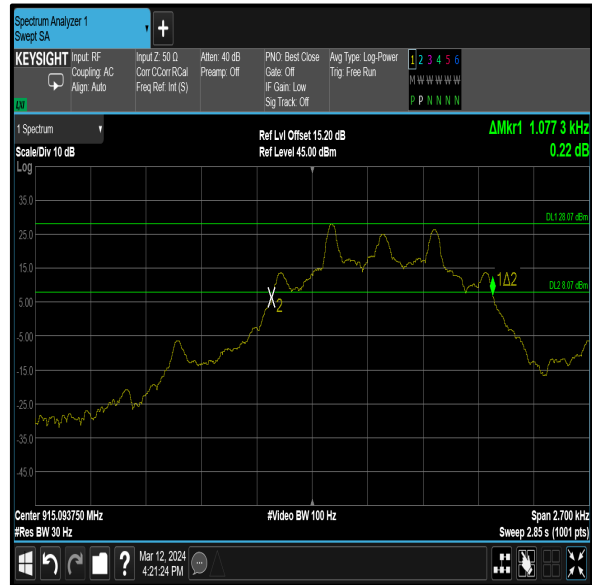 Spectrum Analyzer 1
Swept SA
+
KEYSIGHT Input: RF Input Z: 50 Ω Atten: 40 dB PNO: Best Close Avg Type: Log-Power 1 2 3 4 5 6
Coupling: AC Corr CCorr RCal Preamp: Off Gate: Off Trig: Free Run M W W W W W
Align: Auto Freq Ref: Int (S) IF Gain: Low
Sig Track: Off P P N N N N
LXI
1 Spectrum Ref Lvl Offset 15.20 dB ΔMkr1 1.077 3 kHz
Scale/Div 10 dB Ref Level 45.00 dBm 0.22 dB
Log
35.0
DL1 28.07 dBm
25.0
15.0
1Δ2
DL2 8.07 dBm
2
5.00
-5.00
-15.0
-25.0
-35.0
-45.0
Center 915.093750 MHz #Video BW 100 Hz Span 2.700 kHz
#Res BW 30 Hz Sweep 2.85 s (1001 pts)
? Mar 12, 2024
4:21:24 PM